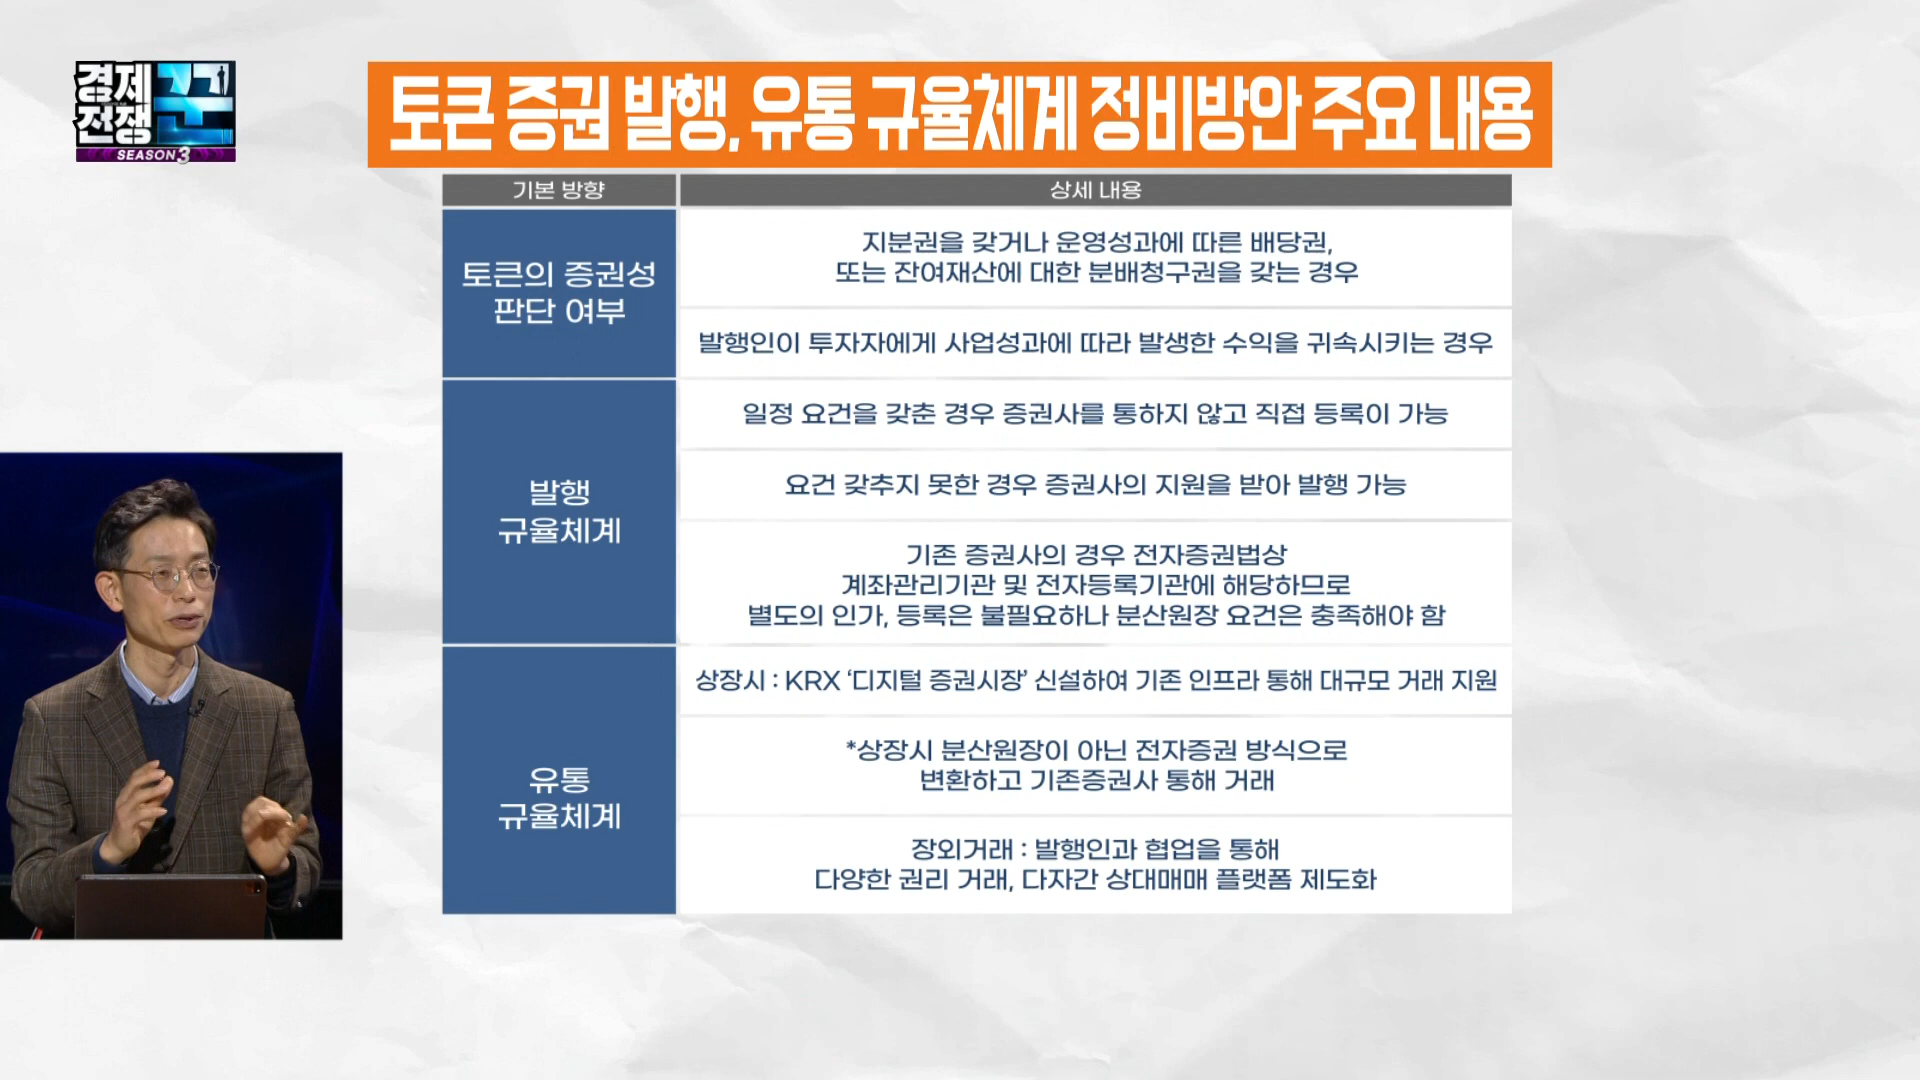 경제
전쟁
꾼
SEASON3
토큰 증권 발행, 유통 규율체계 정비방안 주요 내용
기본 방향
상세 내용
토큰의 증권성
판단 여부
지분권을 갖거나 운영성과에 따른 배당권,
또는 잔여재산에 대한 분배청구권을 갖는 경우
발행인이 투자자에게 사업성과에 따라 발생한 수익을 귀속시키는 경우
발행
규율체계
일정 요건을 갖춘 경우 증권사를 통하지 않고 직접 등록이 가능
요건 갖추지 못한 경우 증권사의 지원을 받아 발행 가능
기존 증권사의 경우 전자증권법상
계좌관리기관 및 전자등록기관에 해당하므로
별도의 인가, 등록은 불필요하나 분산원장 요건은 충족해야 함
유통
규율체계
상장시 : KRX ‘디지털 증권시장’ 신설하여 기존 인프라 통해 대규모 거래 지원
*상장시 분산원장이 아닌 전자증권 방식으로
변환하고 기존증권사 통해 거래
장외거래 : 발행인과 협업을 통해
다양한 권리 거래, 다자간 상대매매 플랫폼 제도화